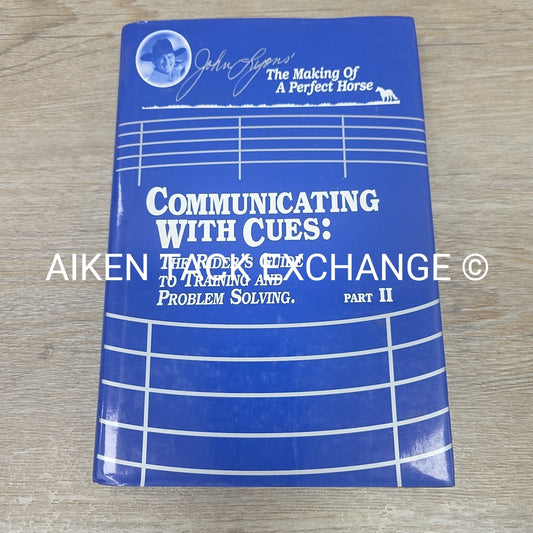 John Lyons'
The Making Of
A Perfect Horse
COMMUNICATING
WITH CUES:
THE RIDER'S GUIDE
TO TRAINING AND
PROBLEM SOLVING.
PART II
AIKEN TACK EXCHANGE ©